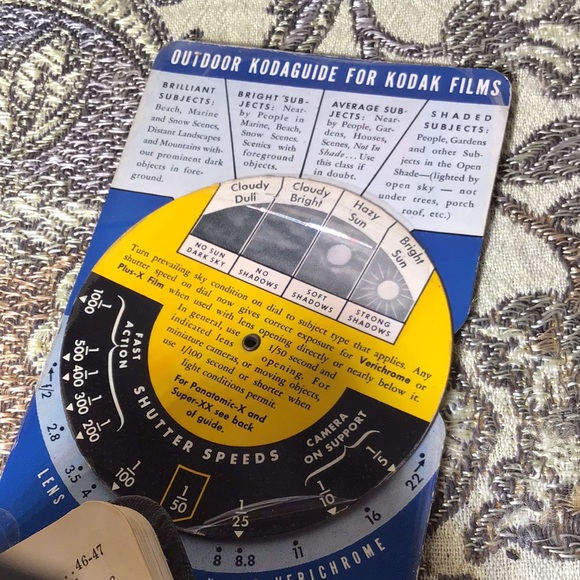 OUTDOOR KODAGUIDE FOR KODAK FILMS
BRILLIANT
SUBJECTS:
Beach, Marine
and Snow Scenes,
Distant Landscapes
and Mountains with-
out prominent dark
objects in fore-
ground.
BRIGHT SUB-
JECTS: Near-
by People in
Marine, Beach,
Snow Scenes.
Scenics with
foreground
objects.
AVERAGE SUB-
JECTS: Near-
by People, Gar-
dens, Houses,
Scenes, Not In
Shade... Use
this class if
in doubt.
SHADED
SUBJECTS:
People, Gardens
and other Sub-
jects in the Open
Shade—(lighted by
open sky — not
under trees, porch
roof, etc.)
Cloudy
Dull
Cloudy
Bright
Hazy
Sun
Bright
Sun
NO SUN
DARK SKY
NO
SHADOWS
SOFT
SHADOWS
STRONG
SHADOWS
Turn prevailing sky condition on dial to subject type that applies. Any
shutter speed on dial now gives correct exposure for Verichrome or
Plus-X Film when used with lens opening directly or nearly below it.
In general, use 1/50 second and
indicated lens opening. For
miniature cameras, or moving objects,
use 1/100 second or shorter when
light conditions permit.
For Panatomic-X and
Super-XX see back
of guide.
FAST
ACTION
SHUTTER SPEEDS
CAMERA
ON SUPPORT
1/1000
1/500
1/400
1/300
1/200
1/100
1/50
1/25
1/10
1/5
f/2
2.8
3.5
4
8
8.8
11
16
22
LENS
VERICHROME
46-47